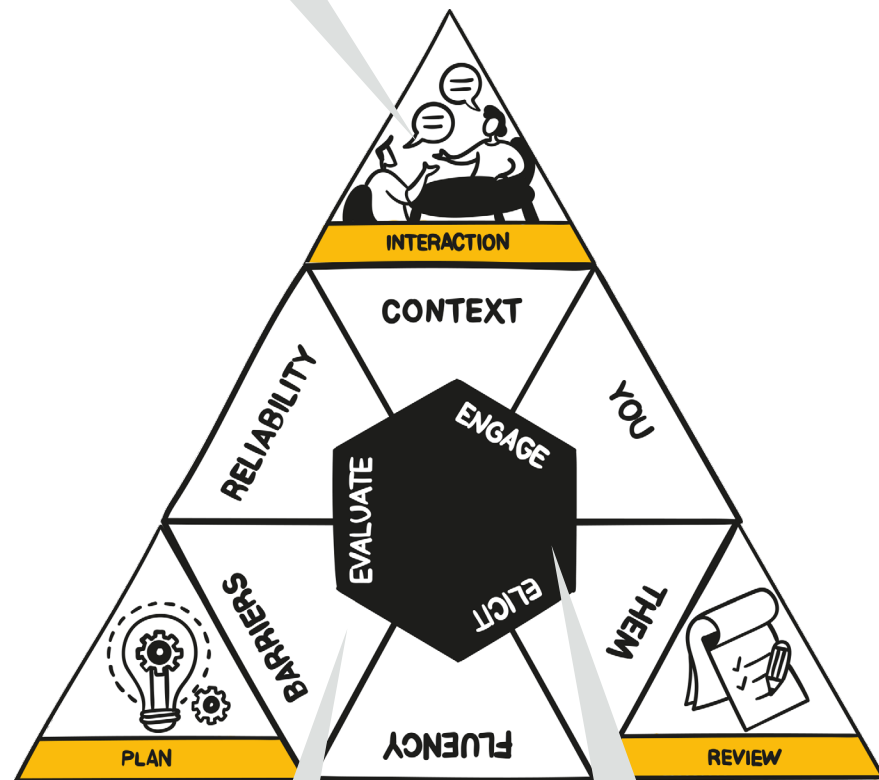 INTERACTION
CONTEXT
RELIABILITY
YOU
ENGAGE
EVALUATE
ELICIT
BARRIERS
THEM
FLUENCY
PLAN
REVIEW